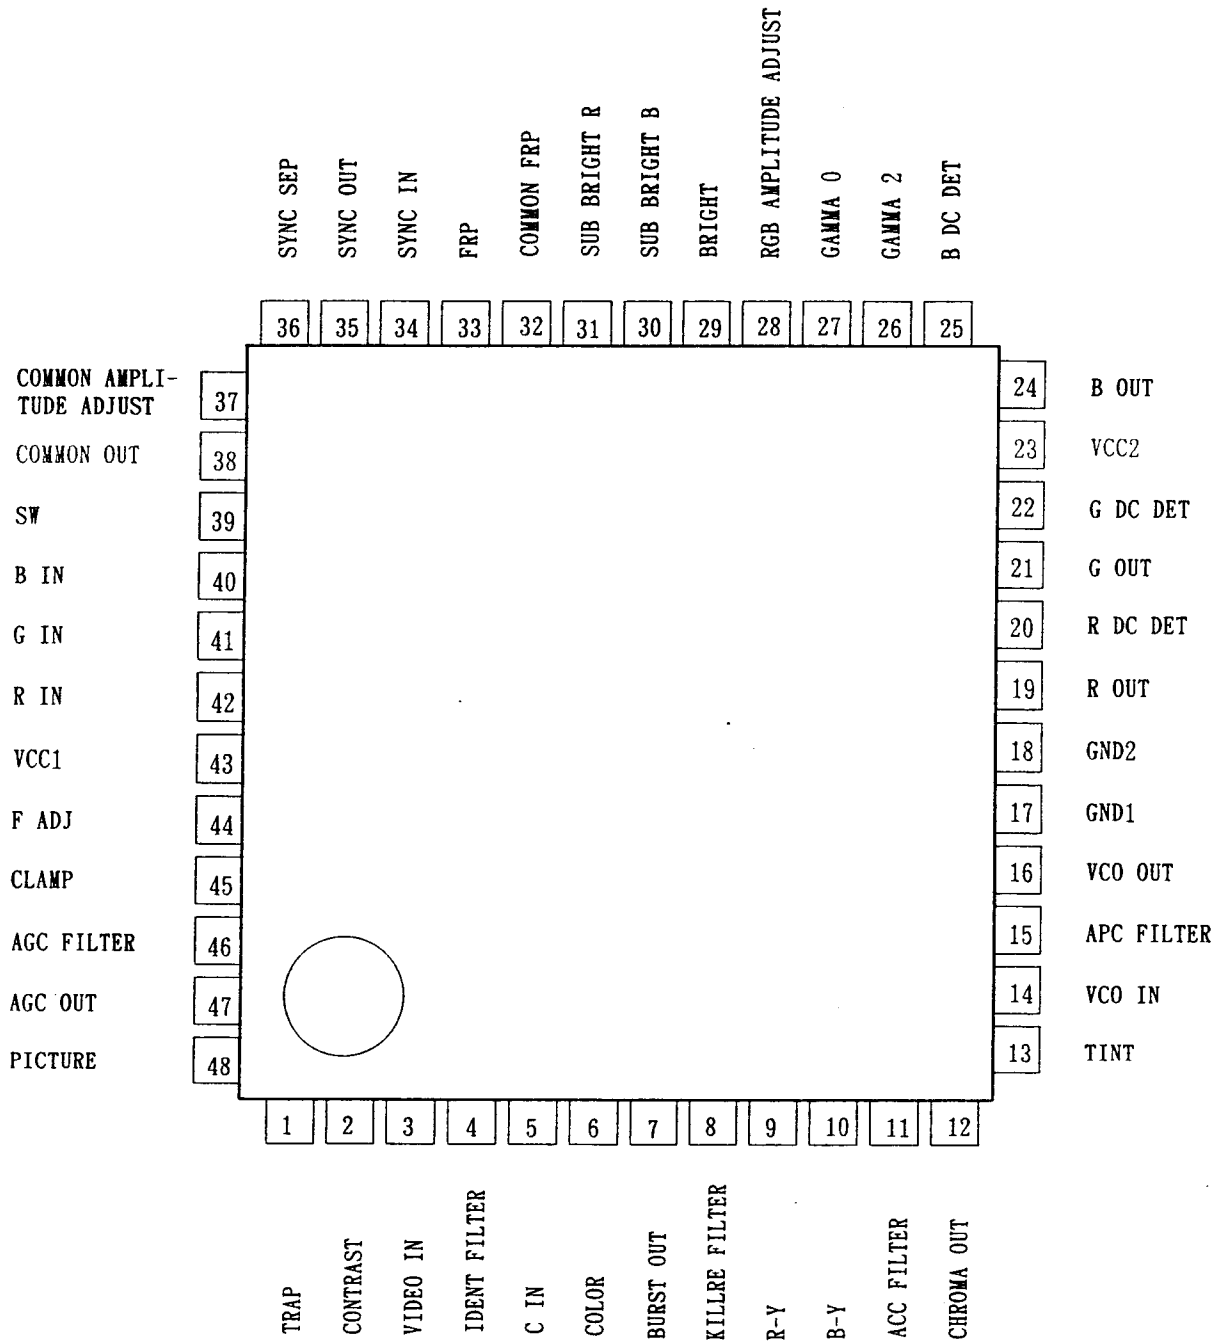 SYNC SEP
SYNC OUT
SYNC IN
FRP
COMMON FRP
SUB BRIGHT R
SUB BRIGHT B
BRIGHT
RGB AMPLITUDE ADJUST
GAMMA 0
GAMMA 2
B DC DET
36
35
34
33
32
31
30
29
28
27
26
25
COMMON AMPLI-
TUDE ADJUST
37
COMMON OUT
38
SW
39
B IN
40
G IN
41
R IN
42
VCC1
43
F ADJ
44
CLAMP
45
AGC FILTER
46
AGC OUT
47
PICTURE
48
24
B OUT
23
VCC2
22
G DC DET
21
G OUT
20
R DC DET
19
R OUT
18
GND2
17
GND1
16
VCO OUT
15
APC FILTER
14
VCO IN
13
TINT
1
2
3
4
5
6
7
8
9
10
11
12
TRAP
CONTRAST
VIDEO IN
IDENT FILTER
C IN
COLOR
BURST OUT
KILLRE FILTER
R-Y
B-Y
ACC FILTER
CHROMA OUT